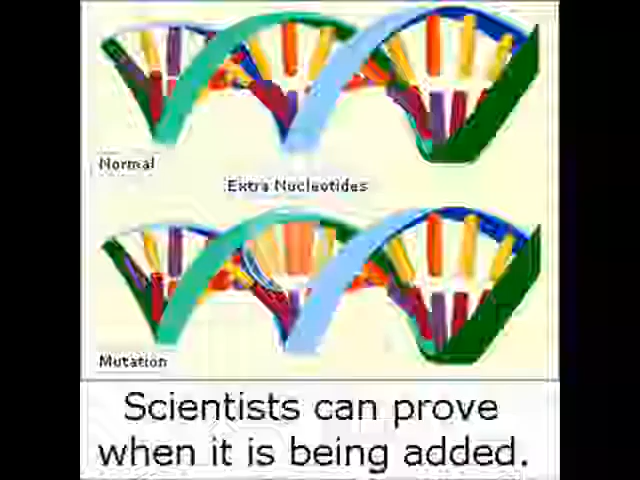 Normal
Extra Nucleotides
Mutation
Scientists can prove
when it is being added.